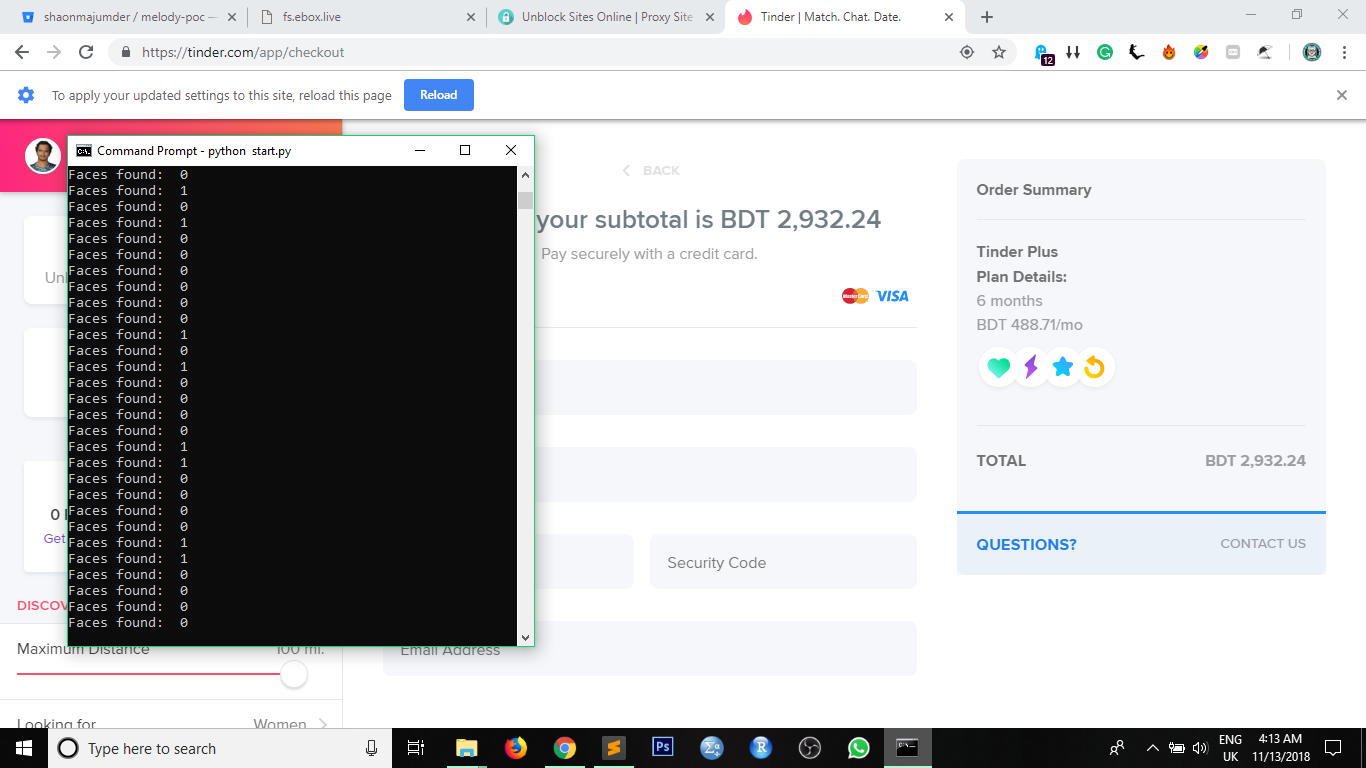 shaonmajumder / melody-poc —
fs.ebox.live
Unblock Sites Online | Proxy Site
Tinder | Match. Chat. Date.
https://tinder.com/app/checkout
12
To apply your updated settings to this site, reload this page
Reload
Command Prompt - python  start.py
Faces found:  0
Faces found:  1
Faces found:  0
Faces found:  1
Faces found:  0
Faces found:  0
Faces found:  0
Faces found:  0
Faces found:  0
Faces found:  0
Faces found:  1
Faces found:  0
Faces found:  1
Faces found:  0
Faces found:  0
Faces found:  0
Faces found:  0
Faces found:  1
Faces found:  1
Faces found:  0
Faces found:  0
Faces found:  0
Faces found:  0
Faces found:  1
Faces found:  1
Faces found:  0
Faces found:  0
Faces found:  0
Faces found:  0
0
Get
DISCOV
Maximum Distance
100 mi.
Looking for
Women
BACK
your subtotal is BDT 2,932.24
Pay securely with a credit card.
MasterCard
VISA
Security Code
Email Address
Order Summary
Tinder Plus
Plan Details:
6 months
BDT 488.71/mo
TOTAL
BDT 2,932.24
QUESTIONS?
CONTACT US
Type here to search
Ps
R
ENG
UK
4:13 AM
11/13/2018